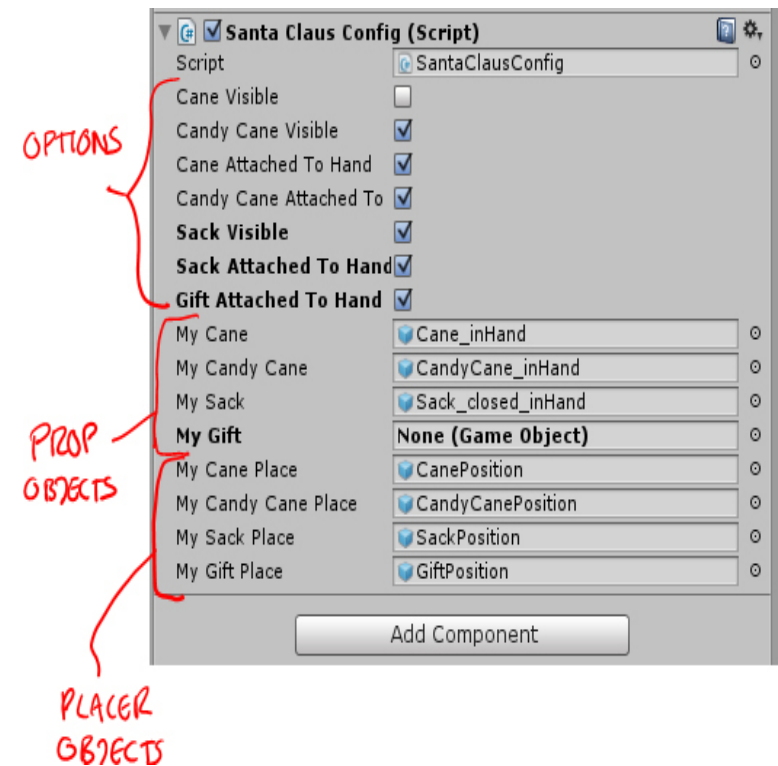 Santa Claus Config (Script)
Script SantaClausConfig
Cane Visible
Candy Cane Visible
OPTIONS
Cane Attached To Hand
Candy Cane Attached To
Sack Visible
Sack Attached To Hand
Gift Attached To Hand
My Cane Cane_inHand
My Candy Cane CandyCane_inHand
My Sack Sack_closed_inHand
PROP
OBJECTS
My Gift None (Game Object)
My Cane Place CanePosition
My Candy Cane Place CandyCanePosition
My Sack Place SackPosition
My Gift Place GiftPosition
Add Component
PLACER
OBJECTS